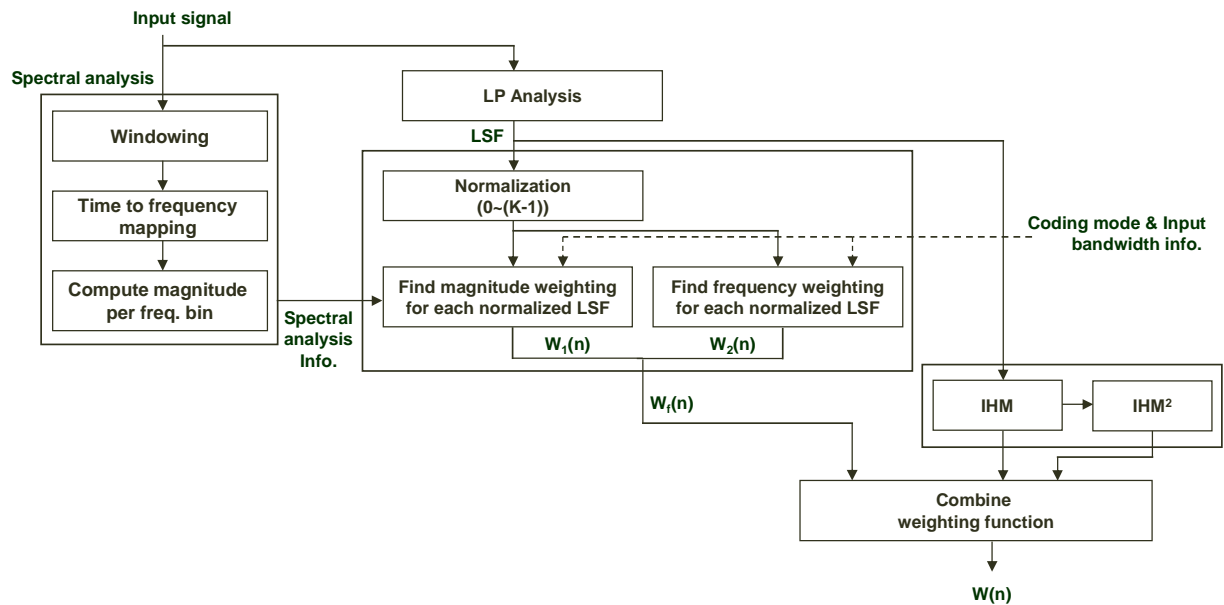 Input signal
Spectral analysis
LP Analysis
Windowing
LSF
Normalization
(0~(K-1))
Time to frequency
mapping
Coding mode & Input
bandwidth info.
Compute magnitude
per freq. bin
Find magnitude weighting
for each normalized LSF
Find frequency weighting
for each normalized LSF
Spectral
analysis
Info.
W₁(n)
W₂(n)
W_f(n)
IHM
IHM²
Combine
weighting function
W(n)